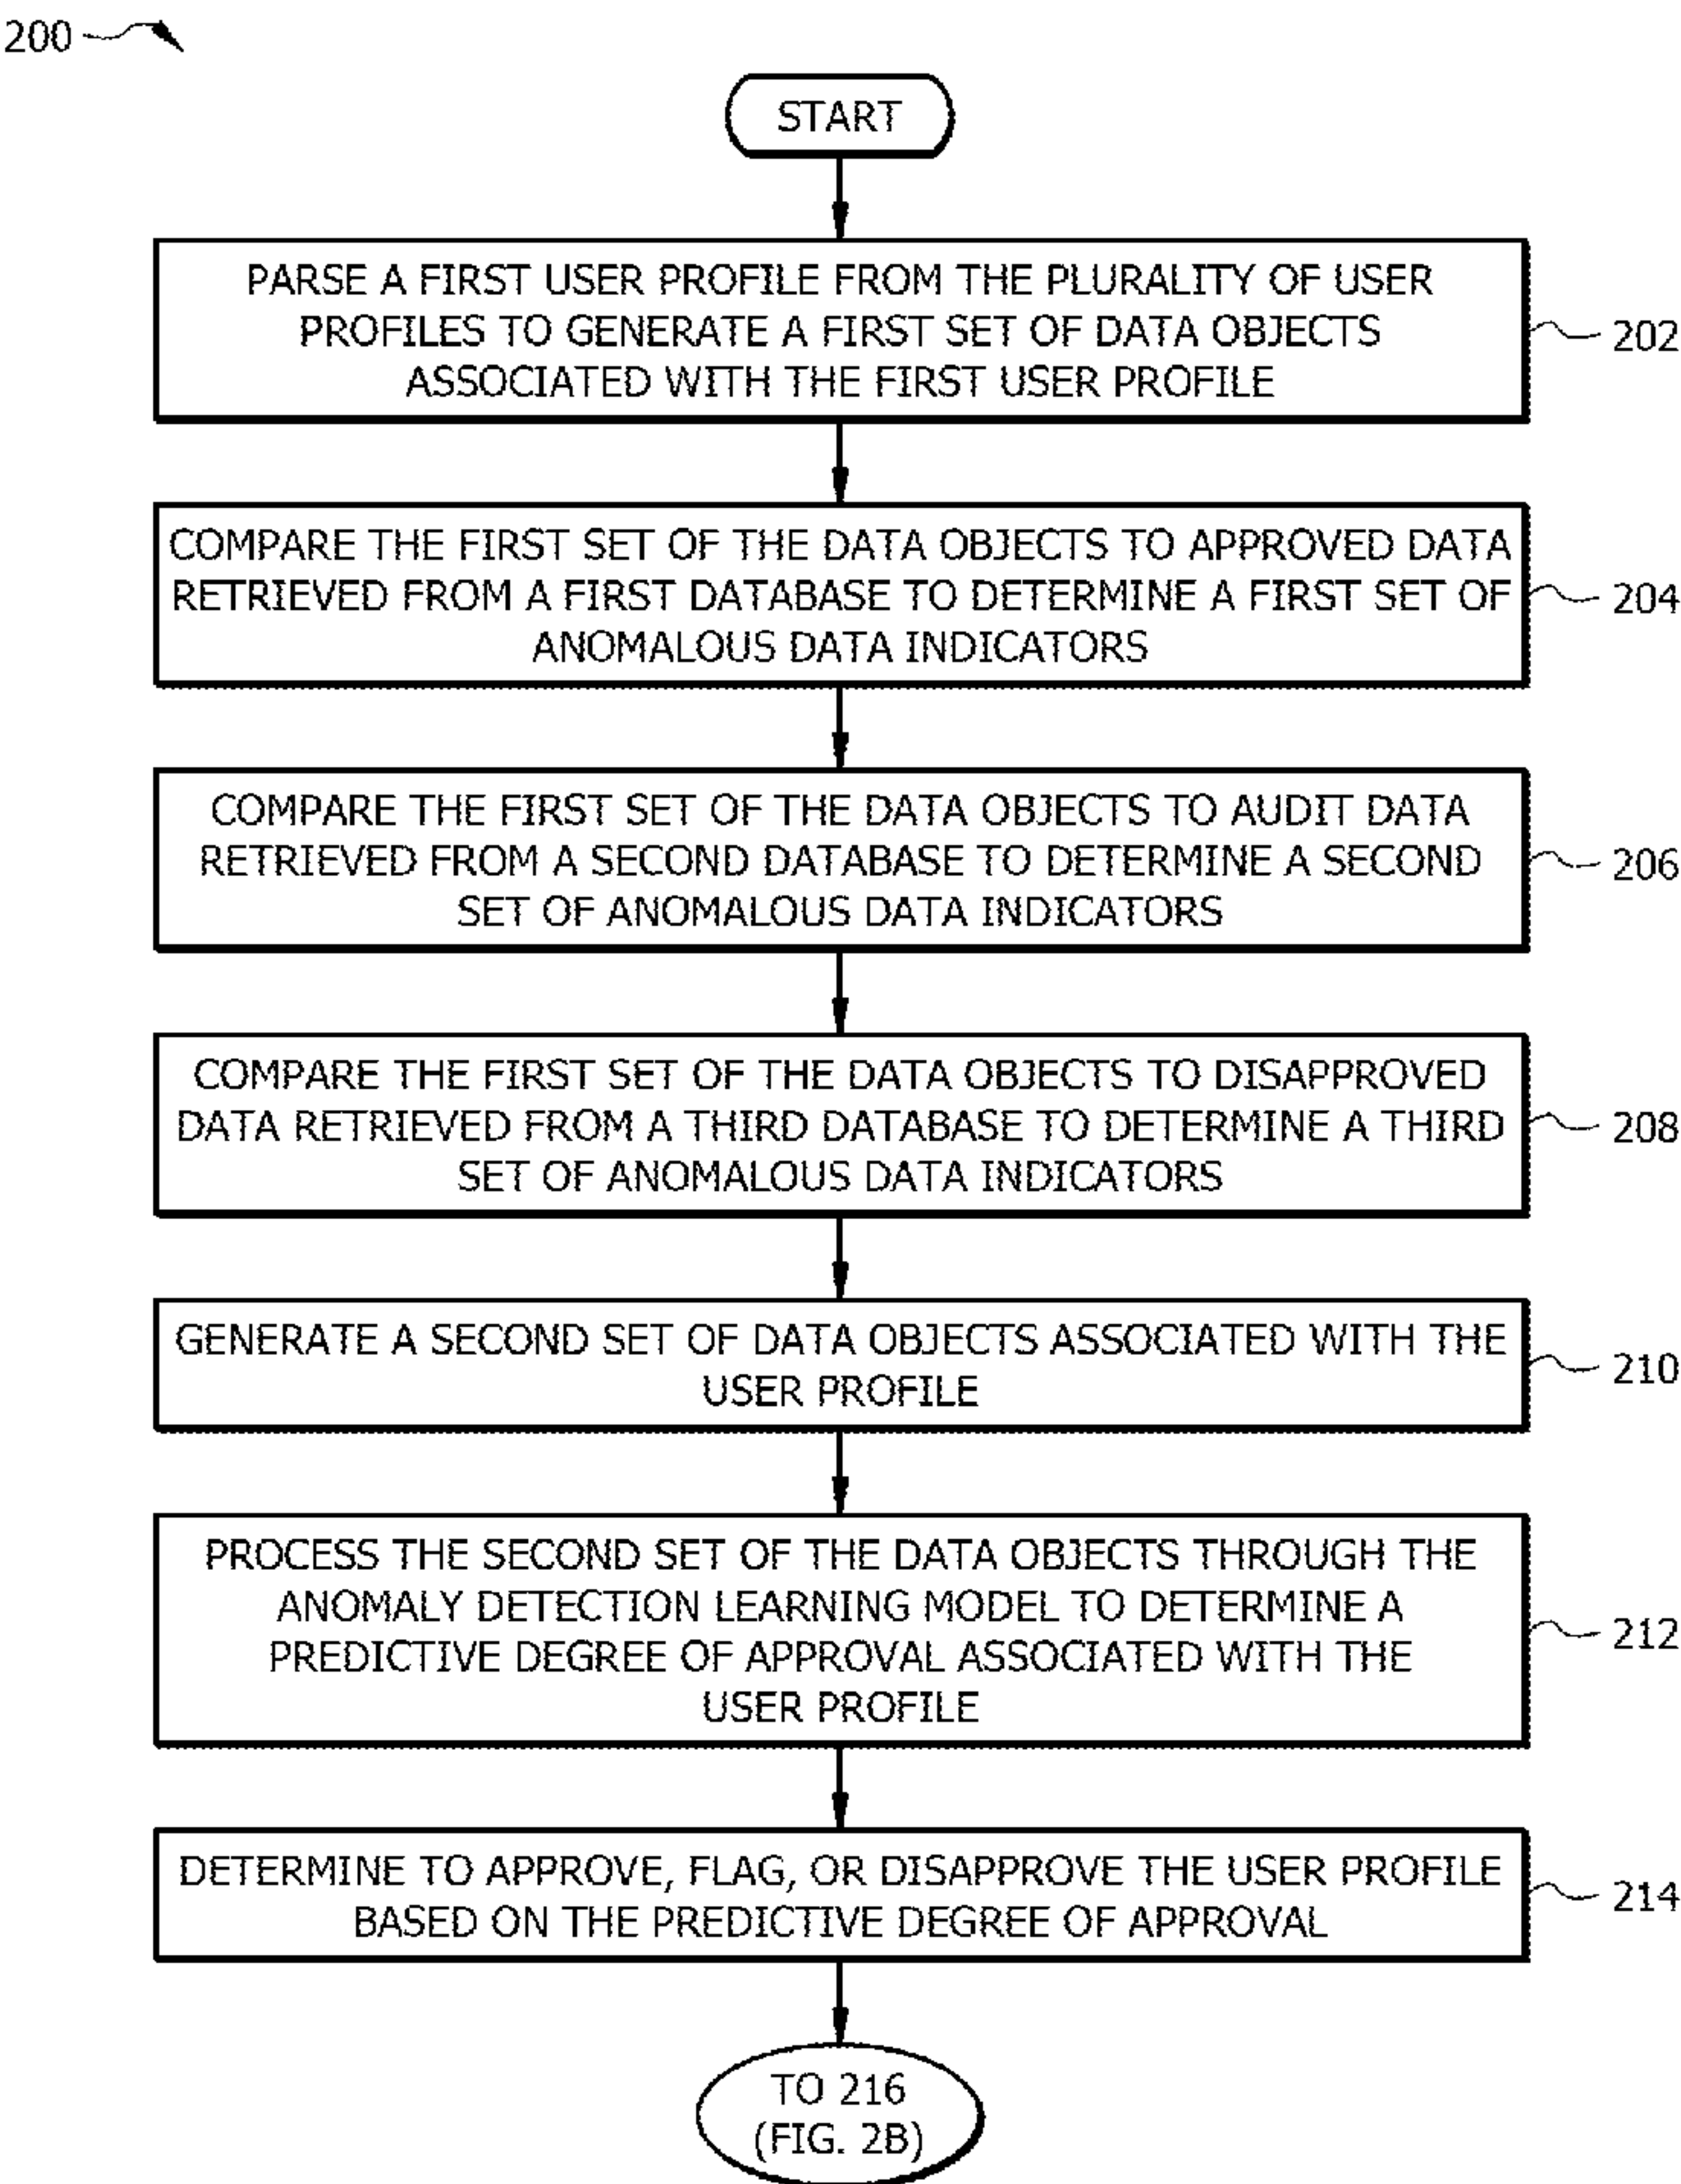 200
START
PARSE A FIRST USER PROFILE FROM THE PLURALITY OF USER
PROFILES TO GENERATE A FIRST SET OF DATA OBJECTS
ASSOCIATED WITH THE FIRST USER PROFILE
202
COMPARE THE FIRST SET OF THE DATA OBJECTS TO APPROVED DATA
RETRIEVED FROM A FIRST DATABASE TO DETERMINE A FIRST SET OF
ANOMALOUS DATA INDICATORS
204
COMPARE THE FIRST SET OF THE DATA OBJECTS TO AUDIT DATA
RETRIEVED FROM A SECOND DATABASE TO DETERMINE A SECOND
SET OF ANOMALOUS DATA INDICATORS
206
COMPARE THE FIRST SET OF THE DATA OBJECTS TO DISAPPROVED
DATA RETRIEVED FROM A THIRD DATABASE TO DETERMINE A THIRD
SET OF ANOMALOUS DATA INDICATORS
208
GENERATE A SECOND SET OF DATA OBJECTS ASSOCIATED WITH THE
USER PROFILE
210
PROCESS THE SECOND SET OF THE DATA OBJECTS THROUGH THE
ANOMALY DETECTION LEARNING MODEL TO DETERMINE A
PREDICTIVE DEGREE OF APPROVAL ASSOCIATED WITH THE
USER PROFILE
212
DETERMINE TO APPROVE, FLAG, OR DISAPPROVE THE USER PROFILE
BASED ON THE PREDICTIVE DEGREE OF APPROVAL
214
TO 216
(FIG. 2B)